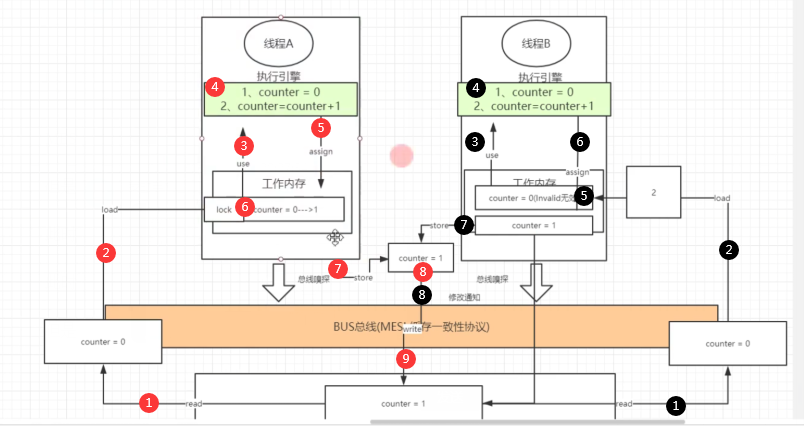 线程A
线程B
执行引擎
执行引擎
4
1、counter = 0
2、counter=counter+1
4
1、counter = 0
2、counter=counter+1
3
5
3
6
use
assign
use
assign
工作内存
工作内存
lock
6
counter = 0--->1
counter = 0(Invalid无效
5
2
counter = 1
load
load
2
2
7
store
7
store
counter = 1
8
8
总线嗅探
总线嗅探
修改通知
BUS总线(MESI 缓存一致性协议)
write
counter = 0
counter = 0
9
1
read
counter = 1
read
1